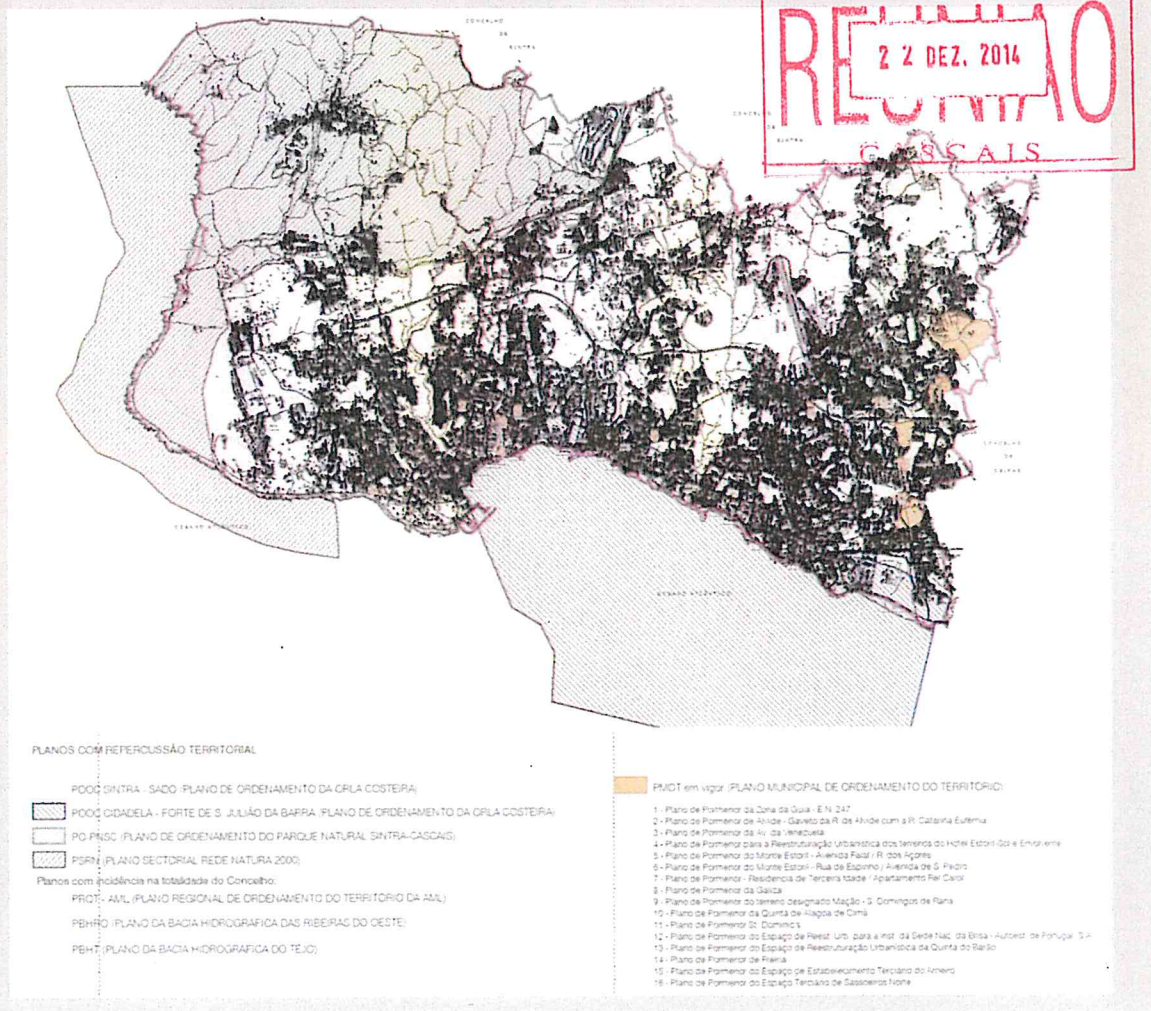 CONCELHO
DE
SINTRA
REUNIÃO
2 2 DEZ. 2014
CASCAIS
CONCELHO
DE
SINTRA
CONCELHO
DE
OEIRAS
OCEANO ATLÂNTICO
OCEANO ATLÂNTICO
PLANOS COM REPERCUSSÃO TERRITORIAL
POOC SINTRA - SADO (PLANO DE ORDENAMENTO DA ORLA COSTEIRA)
POOC CIDADELA - FORTE DE S. JULIÃO DA BARRA (PLANO DE ORDENAMENTO DA ORLA COSTEIRA)
PO-PNSC (PLANO DE ORDENAMENTO DO PARQUE NATURAL SINTRA-CASCAIS)
PSRN (PLANO SECTORIAL REDE NATURA 2000)
Planos com incidência na totalidade do Concelho:
PROT - AML (PLANO REGIONAL DE ORDENAMENTO DO TERRITÓRIO DA AML)
PBHRO (PLANO DA BACIA HIDROGRÁFICA DAS RIBEIRAS DO OESTE)
PBHT (PLANO DA BACIA HIDROGRÁFICA DO TEJO)
PMOT em vigor (PLANO MUNICIPAL DE ORDENAMENTO DO TERRITÓRIO)
1 - Plano de Pormenor da Zona da Guia - E.N. 247
2 - Plano de Pormenor de Alvide - Gaveto da R. de Alvide com a R. Catarina Eufémia
3 - Plano de Pormenor da Av. da Venezuela
4 - Plano de Pormenor para a Reestruturação Urbanística dos terrenos do Hotel Estoril-Sol e Envolvente
5 - Plano de Pormenor do Monte Estoril - Avenida Faial / R. dos Açores
6 - Plano de Pormenor do Monte Estoril - Rua de Espinho / Avenida de S. Pedro
7 - Plano de Pormenor - Residência de Terceira Idade / Apartamento Rei Carol
8 - Plano de Pormenor da Galiza
9 - Plano de Pormenor do terreno designado Mação - S. Domingos de Rana
10 - Plano de Pormenor da Quinta de Alagoa de Cima
11 - Plano de Pormenor St. Dominics
12 - Plano de Pormenor do Espaço de Reest. Urb. para a Inst. da Sede Nac. da Brisa - Autoest. de Portugal, S.A.
13 - Plano de Pormenor do Espaço de Reestruturação Urbanística da Quinta do Barão
14 - Plano de Pormenor de Freiria
15 - Plano de Pormenor do Espaço de Estabelecimento Terciário do Arneiro
16 - Plano de Pormenor do Espaço Terciário de Sassoeiros Norte